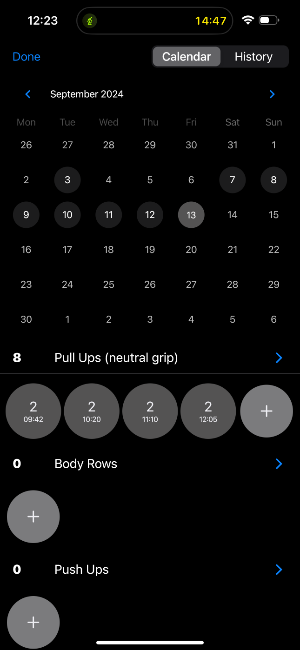 12:23 14:47
Done Calendar History
September 2024
Mon Tue Wed Thu Fri Sat Sun
26 27 28 29 30 31 1
2 3 4 5 6 7 8
9 10 11 12 13 14 15
16 17 18 19 20 21 22
23 24 25 26 27 28 29
30 1 2 3 4 5 6
8 Pull Ups (neutral grip)
2 2 2 2 +
09:42 10:20 11:10 12:05
0 Body Rows
+
0 Push Ups
+